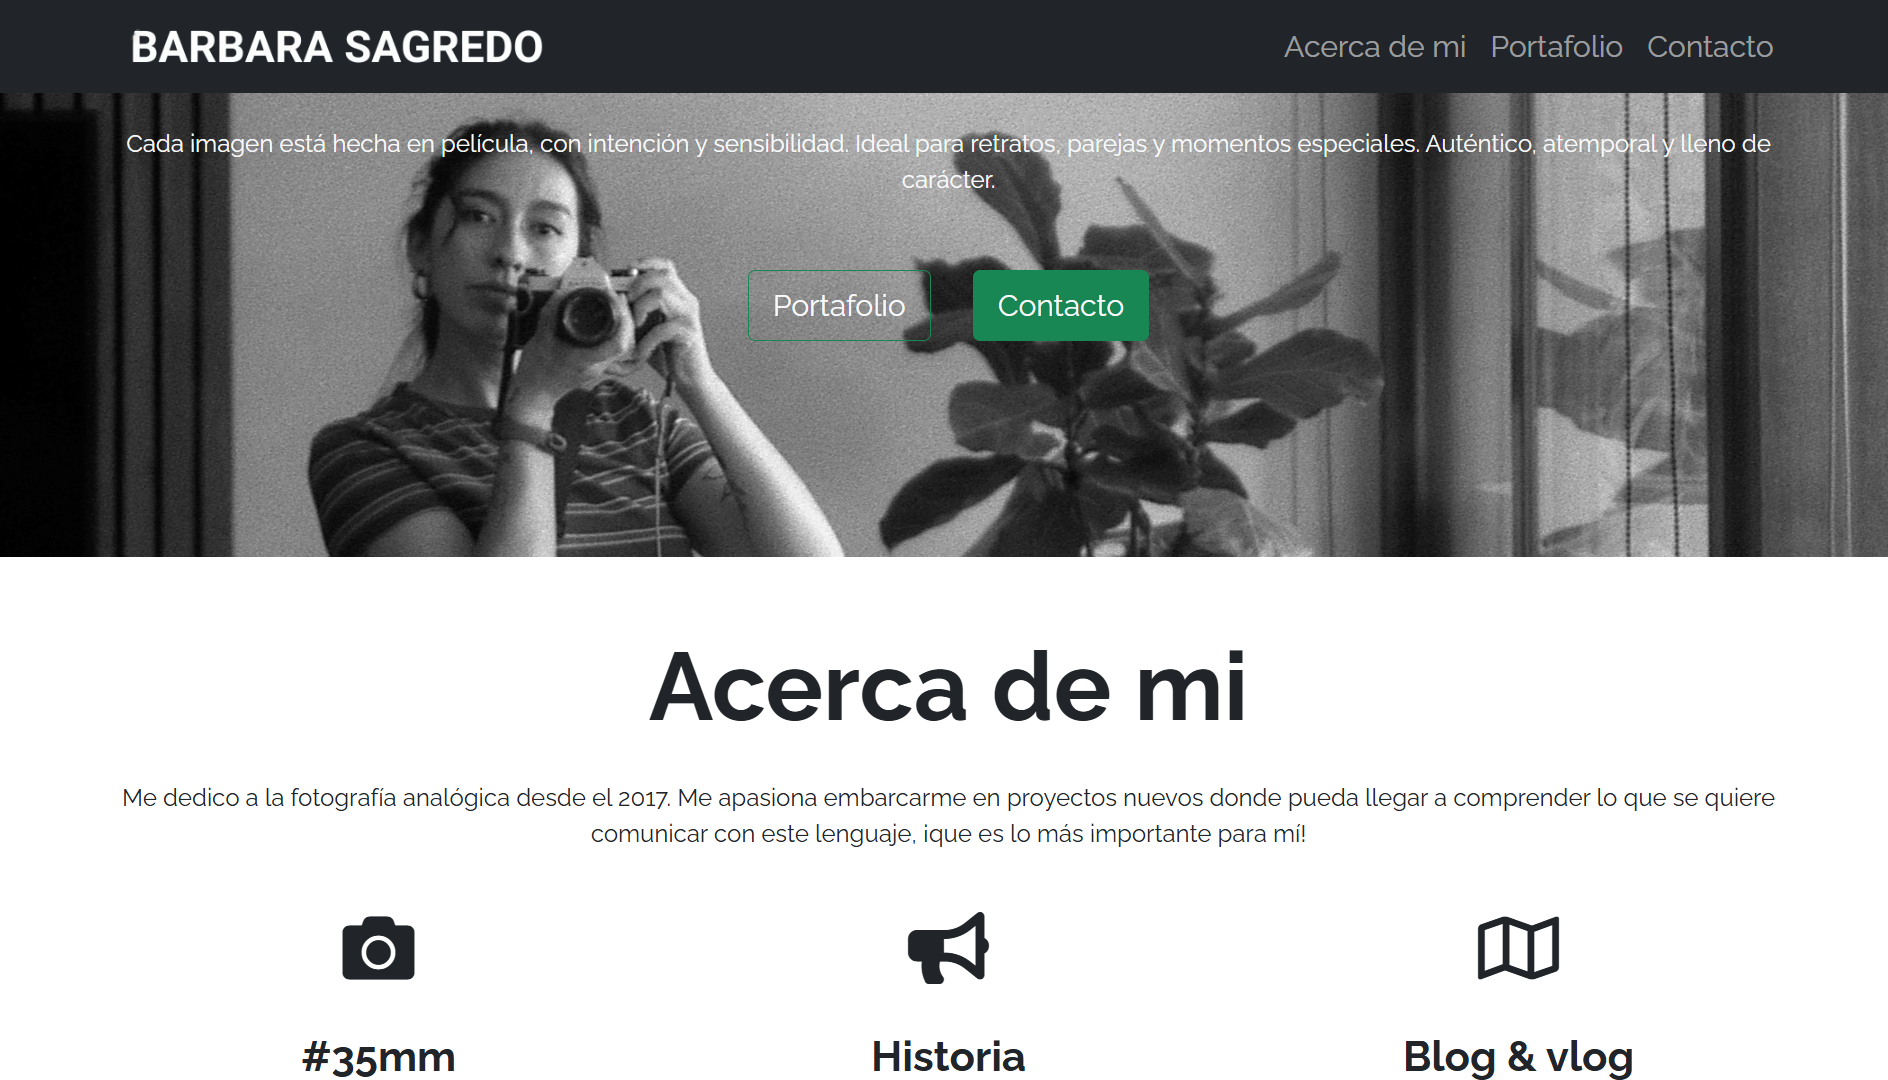 BARBARA SAGREDO
Acerca de mi Portafolio Contacto
Cada imagen está hecha en película, con intención y sensibilidad. Ideal para retratos, parejas y momentos especiales. Auténtico, atemporal y lleno de
carácter.
Portafolio Contacto
Acerca de mi
Me dedico a la fotografía analógica desde el 2017. Me apasiona embarcarme en proyectos nuevos donde pueda llegar a comprender lo que se quiere
comunicar con este lenguaje, ¡que es lo más importante para mí!
#35mm
Historia
Blog & vlog